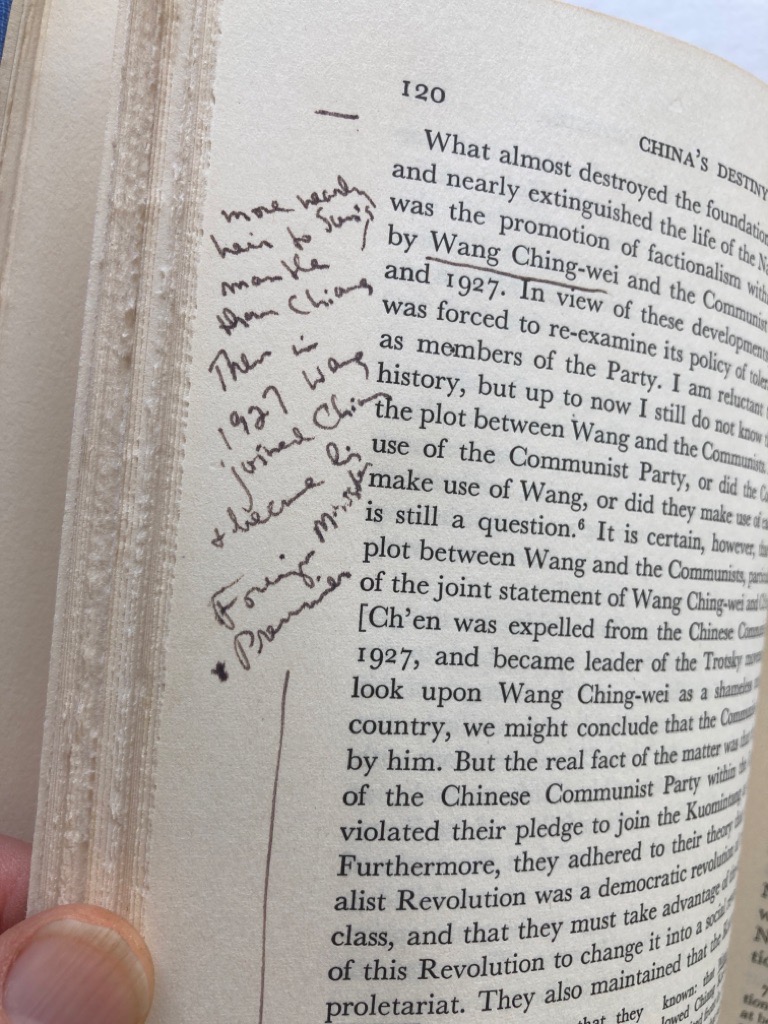 120
CHINA'S DESTINY
What almost destroyed the foundation
and nearly extinguished the life of the
was the promotion of factionalism
by Wang Ching-wei and the Communist
and 1927. In view of these developments
was forced to re-examine its policy of
as members of the Party. I am reluctant
history, but up to now I still do not know
the plot between Wang and the Communists,
use of the Communist Party, or did the
make use of Wang, or did they make use of
is still a question.⁶ It is certain, however,
plot between Wang and the Communists,
of the joint statement of Wang Ching-wei and
[Ch'en was expelled from the Chinese
1927, and became leader of the Trotsky
look upon Wang Ching-wei as a shameless
country, we might conclude that the
by him. But the real fact of the matter was
of the Chinese Communist Party within
violated their pledge to join the Kuomintang
Furthermore, they adhered to their theory
alist Revolution was a democratic
class, and that they must take advantage of
of this Revolution to change it into a
proletariat. They also maintained that the
that they known:
more nearly
heir to Sun's
mantle
than Chiang
Then in
1927 Wang
joined Chiang
+ became his
Foreign Minister
+ Premier